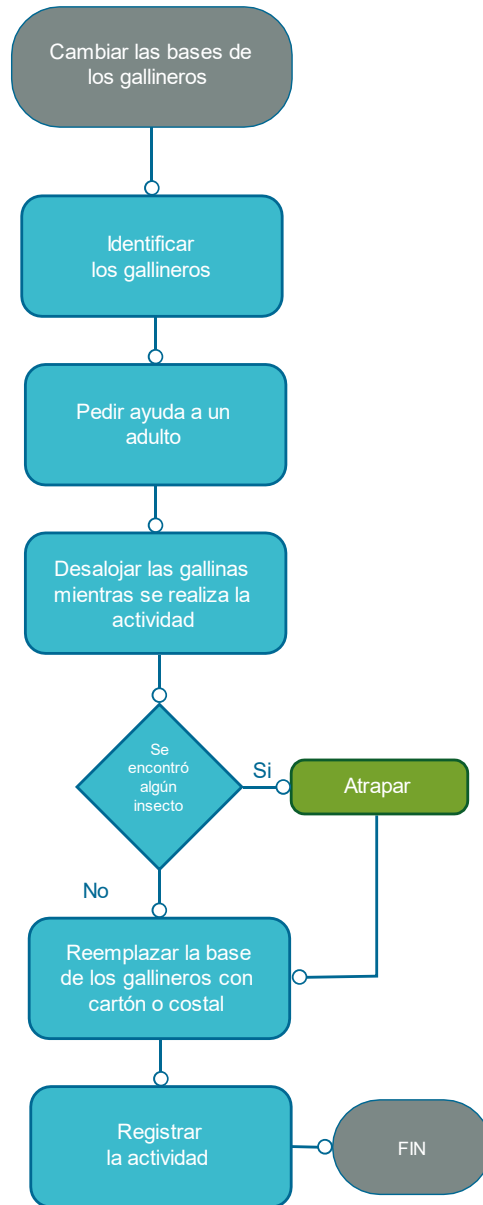 Cambiar las bases de
los gallineros
Identificar
los gallineros
Pedir ayuda a un
adulto
Desalojar las gallinas
mientras se realiza la
actividad
Se
encontró
algún
insecto
Si
Atrapar
No
Reemplazar la base
de los gallineros con
cartón o costal
Registrar
la actividad
FIN